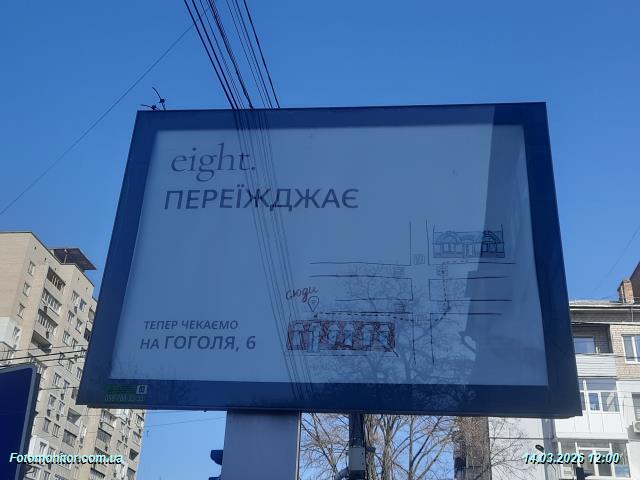 eight.
ПЕРЕЇЖДЖАЄ
сюди
ТЕПЕР ЧЕКАЄМО
НА ГОГОЛЯ, 6
Fotomonitor.com.ua
14.03.2026 12:00